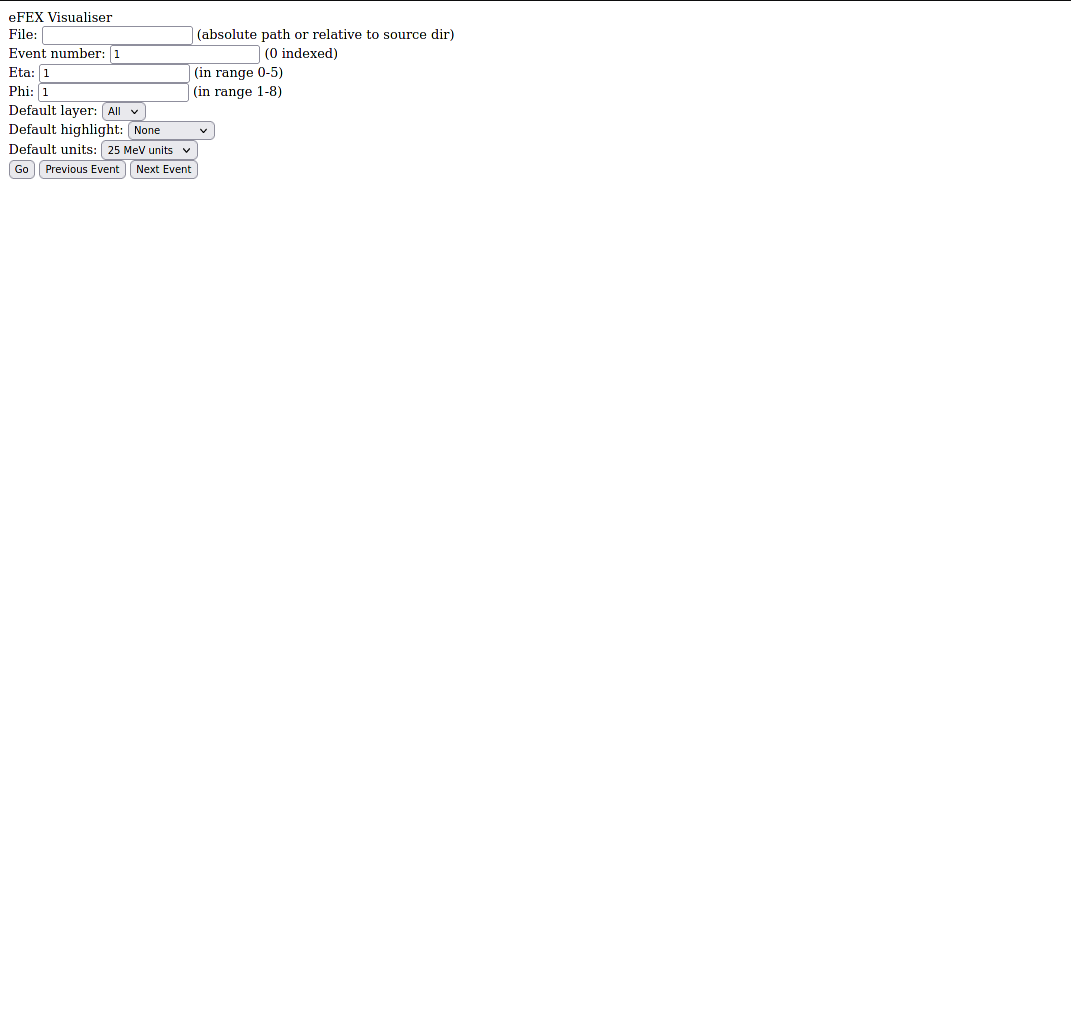 eFEX Visualiser
File: (absolute path or relative to source dir)
Event number: 1 (0 indexed)
Eta: 1 (in range 0-5)
Phi: 1 (in range 1-8)
Default layer: All
Default highlight: None
Default units: 25 MeV units
Go Previous Event Next Event